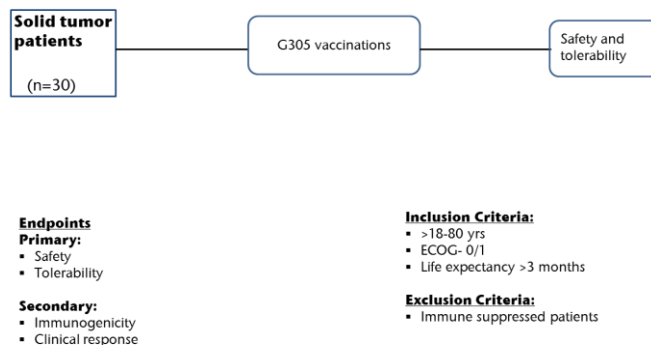 Solid tumor
patients
(n=30)
G305 vaccinations
Safety and
tolerability
Endpoints
Primary:
▪ Safety
▪ Tolerability
Secondary:
▪ Immunogenicity
▪ Clinical response
Inclusion Criteria:
▪ >18-80 yrs
▪ ECOG- 0/1
▪ Life expectancy >3 months
Exclusion Criteria:
▪ Immune suppressed patients